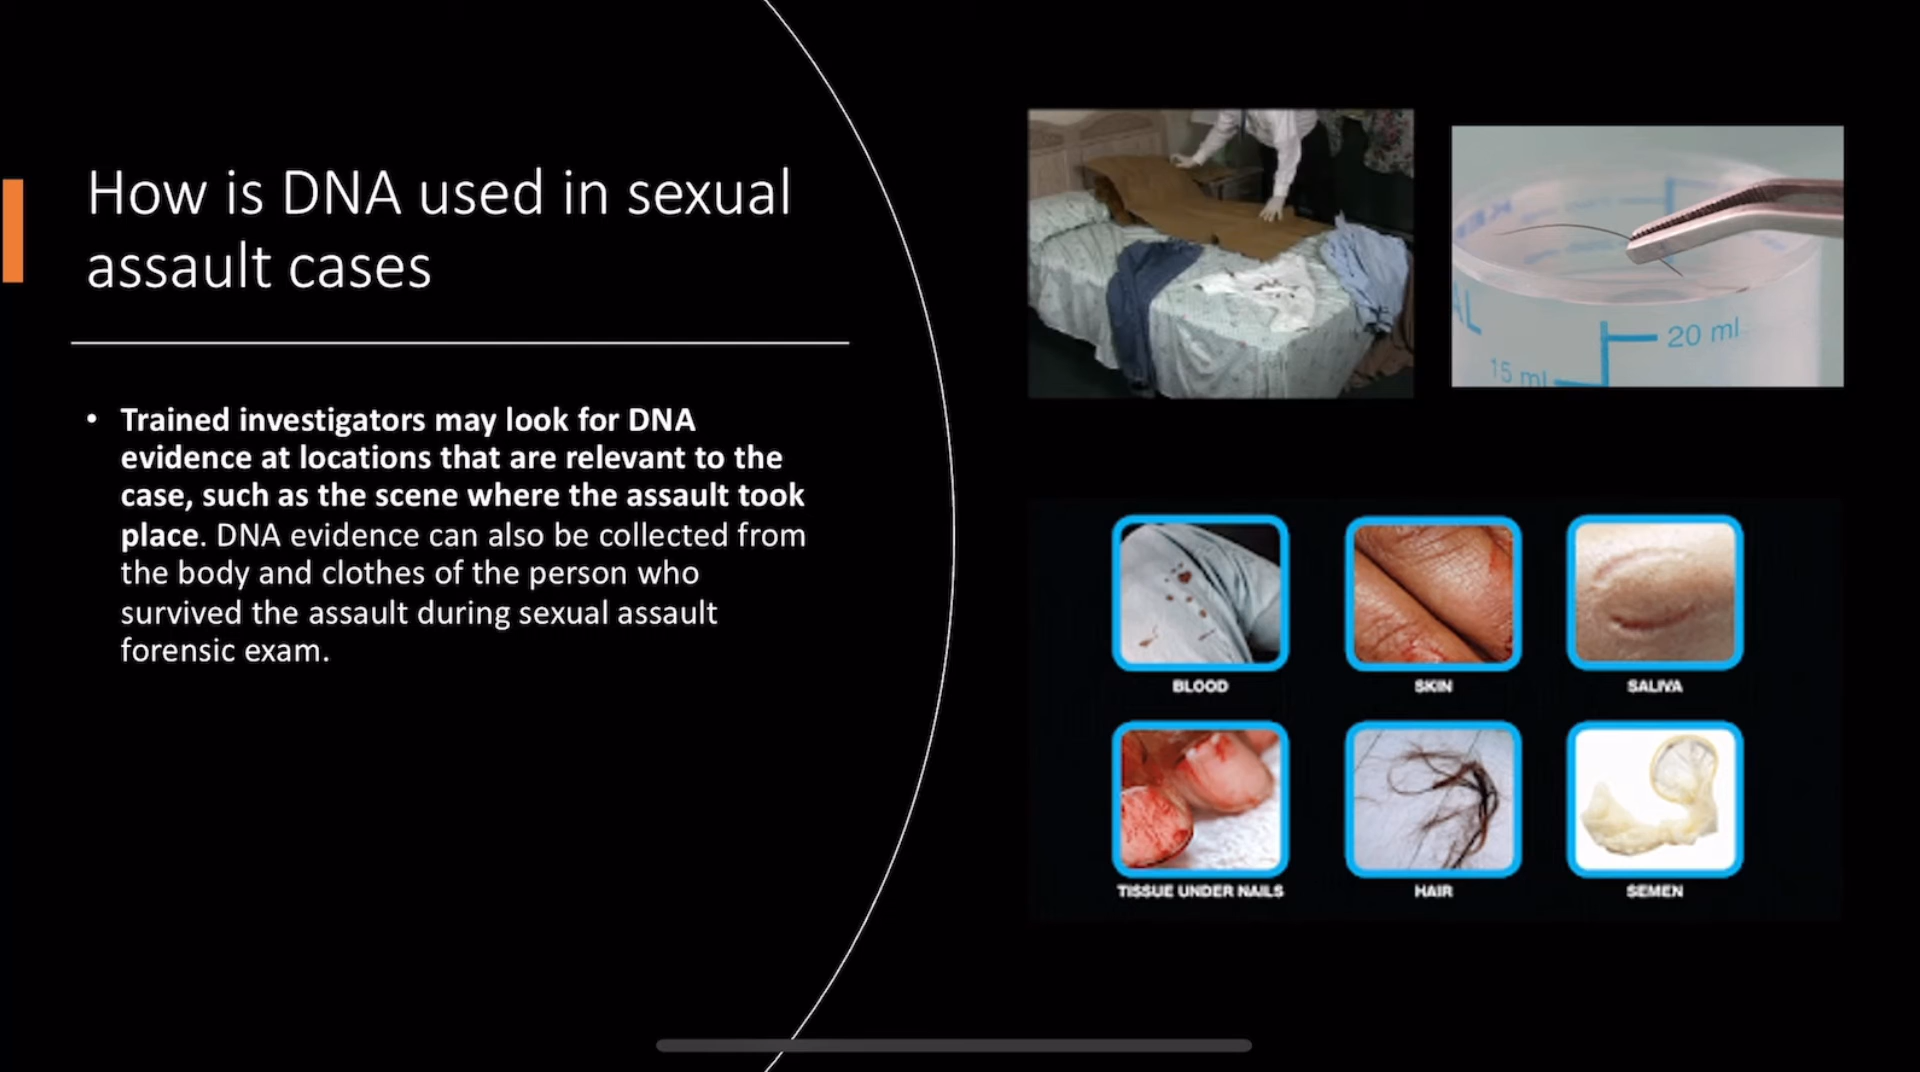 How is DNA used in sexual
assault cases
• Trained investigators may look for DNA
evidence at locations that are relevant to the
case, such as the scene where the assault took
place. DNA evidence can also be collected from
the body and clothes of the person who
survived the assault during sexual assault
forensic exam.
20 ml
15 ml
BLOOD
SKIN
SALIVA
TISSUE UNDER NAILS
HAIR
SEMEN